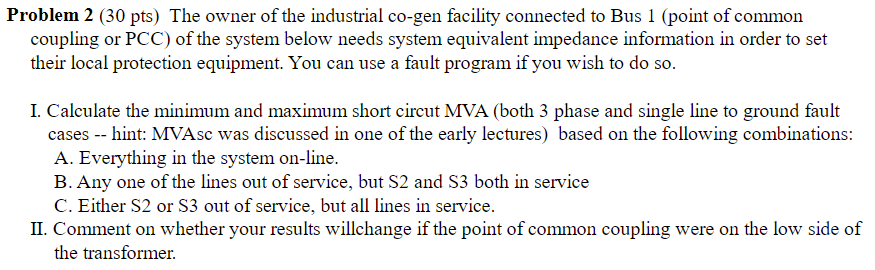 Problem 2 (30 pts) The owner of the industrial co-gen facility connected to Bus 1 (point of common
coupling or PCC) of the system below needs system equivalent impedance information in order to set
their local protection equipment. You can use a fault program if you wish to do so.
I. Calculate the minimum and maximum short circut MVA (both 3 phase and single line to ground fault
cases -- hint: MVAsc was discussed in one of the early lectures) based on the following combinations:
A. Everything in the system on-line.
B. Any one of the lines out of service, but S2 and S3 both in service
C. Either S2 or S3 out of service, but all lines in service.
II. Comment on whether your results willchange if the point of common coupling were on the low side of
the transformer.